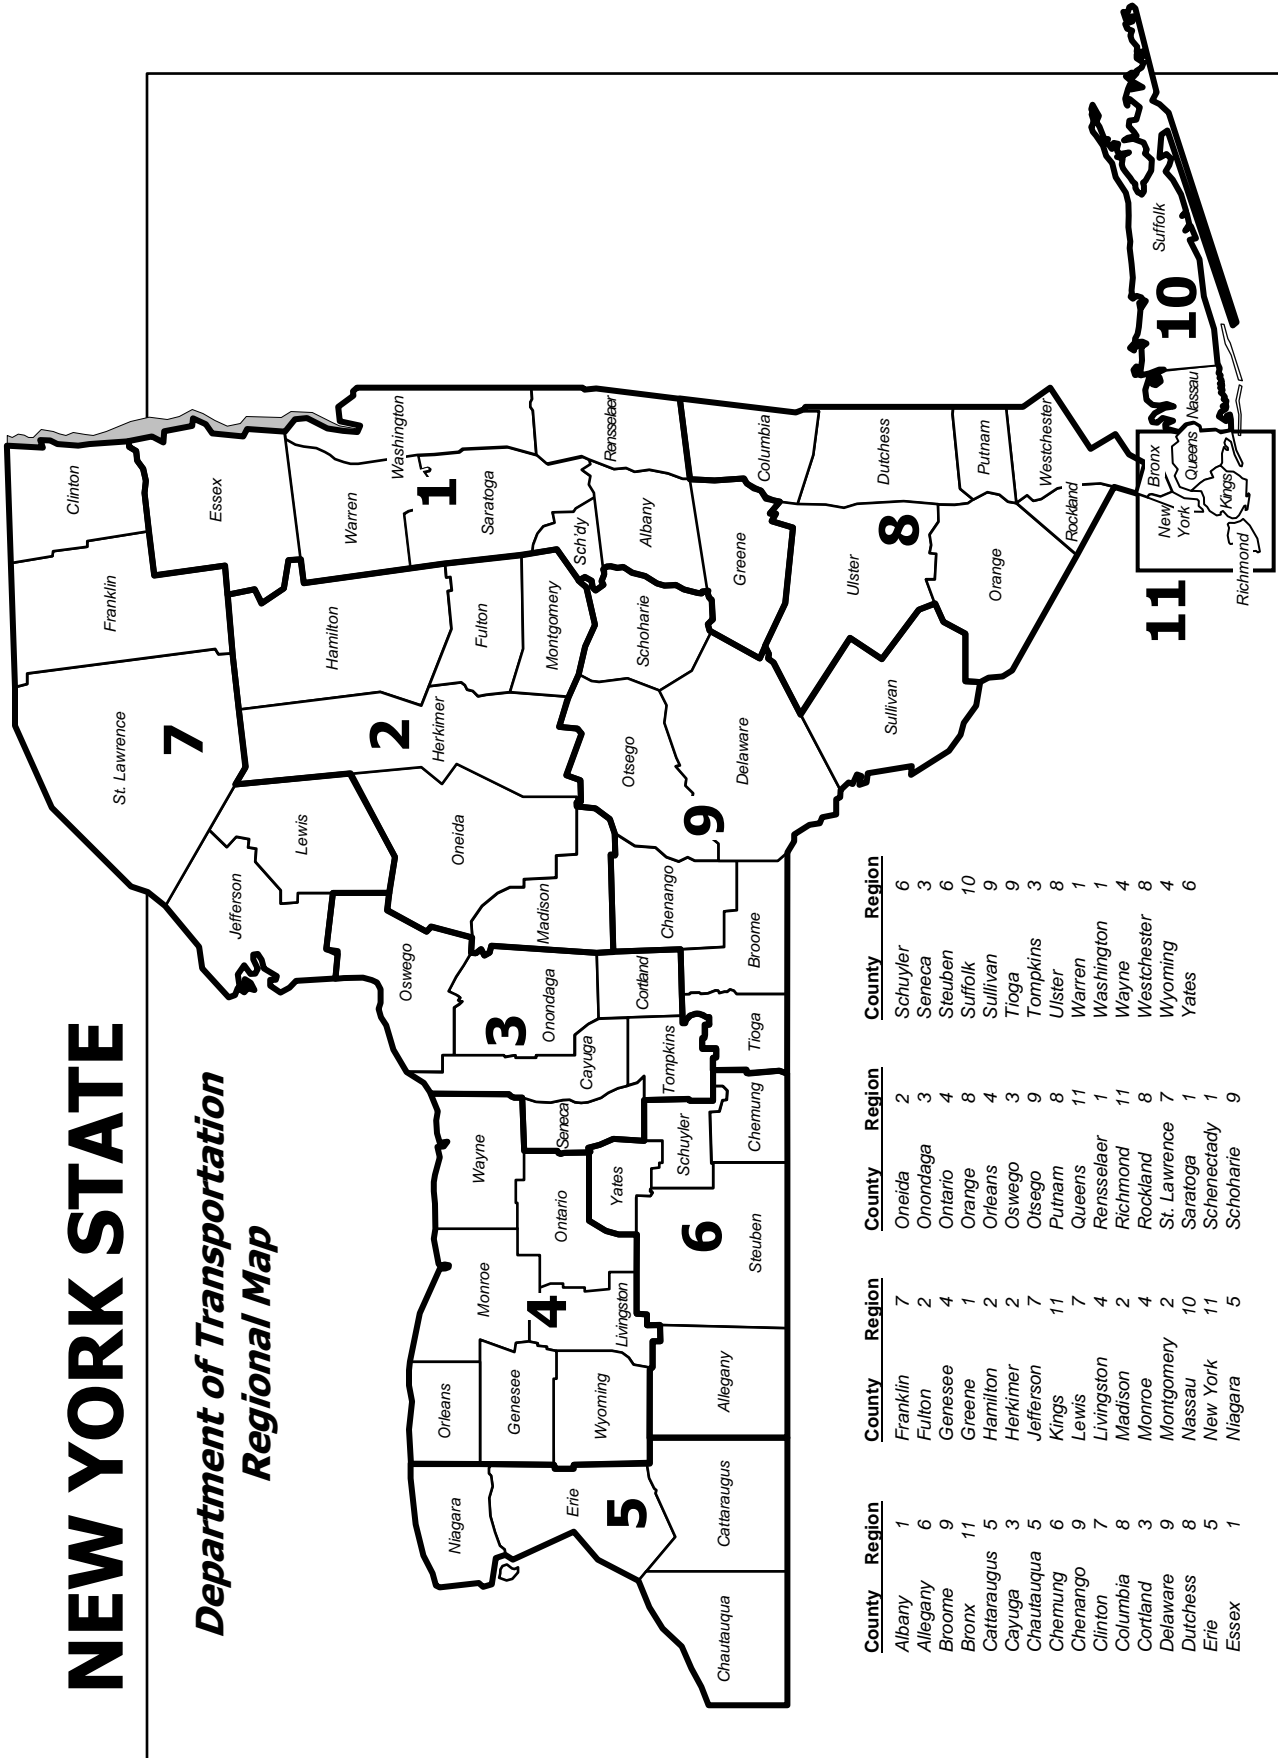 NEW YORK STATE
Department of Transportation
Regional Map
Clinton
Franklin
St. Lawrence
7
Essex
Jefferson
Lewis
Hamilton
Warren
Washington
2
Herkimer
Oneida
1
Saratoga
Fulton
Oswego
Montgomery
Sch'dy
Rensselaer
Madison
3
Onondaga
Cayuga
Wayne
Seneca
Monroe
Ontario
4
Orleans
Genesee
Niagara
Erie
5
Wyoming
Livingston
Yates
Albany
Schoharie
Otsego
Chenango
Cortland
Tompkins
Schuyler
6
9
Greene
Columbia
Delaware
Broome
Tioga
Chemung
Steuben
Allegany
Cattaraugus
Chautauqua
Ulster
8
Dutchess
Sullivan
Orange
Putnam
Rockland
Westchester
11
New
York
Bronx
Queens
Kings
Richmond
Nassau
10
Suffolk
County Region
Albany 1
Allegany 6
Broome 9
Bronx 11
Cattaraugus 5
Cayuga 3
Chautauqua 5
Chemung 6
Chenango 9
Clinton 7
Columbia 8
Cortland 3
Delaware 9
Dutchess 8
Erie 5
Essex 1
County Region
Franklin 7
Fulton 2
Genesee 4
Greene 1
Hamilton 2
Herkimer 2
Jefferson 7
Kings 11
Lewis 7
Livingston 4
Madison 2
Monroe 4
Montgomery 2
Nassau 10
New York 11
Niagara 5
County Region
Oneida 2
Onondaga 3
Ontario 4
Orange 8
Orleans 4
Oswego 3
Otsego 9
Putnam 8
Queens 11
Rensselaer 1
Richmond 11
Rockland 8
St. Lawrence 7
Saratoga 1
Schenectady 1
Schoharie 9
County Region
Schuyler 6
Seneca 3
Steuben 6
Suffolk 10
Sullivan 9
Tioga 9
Tompkins 3
Ulster 8
Warren 1
Washington 1
Wayne 4
Westchester 8
Wyoming 4
Yates 6